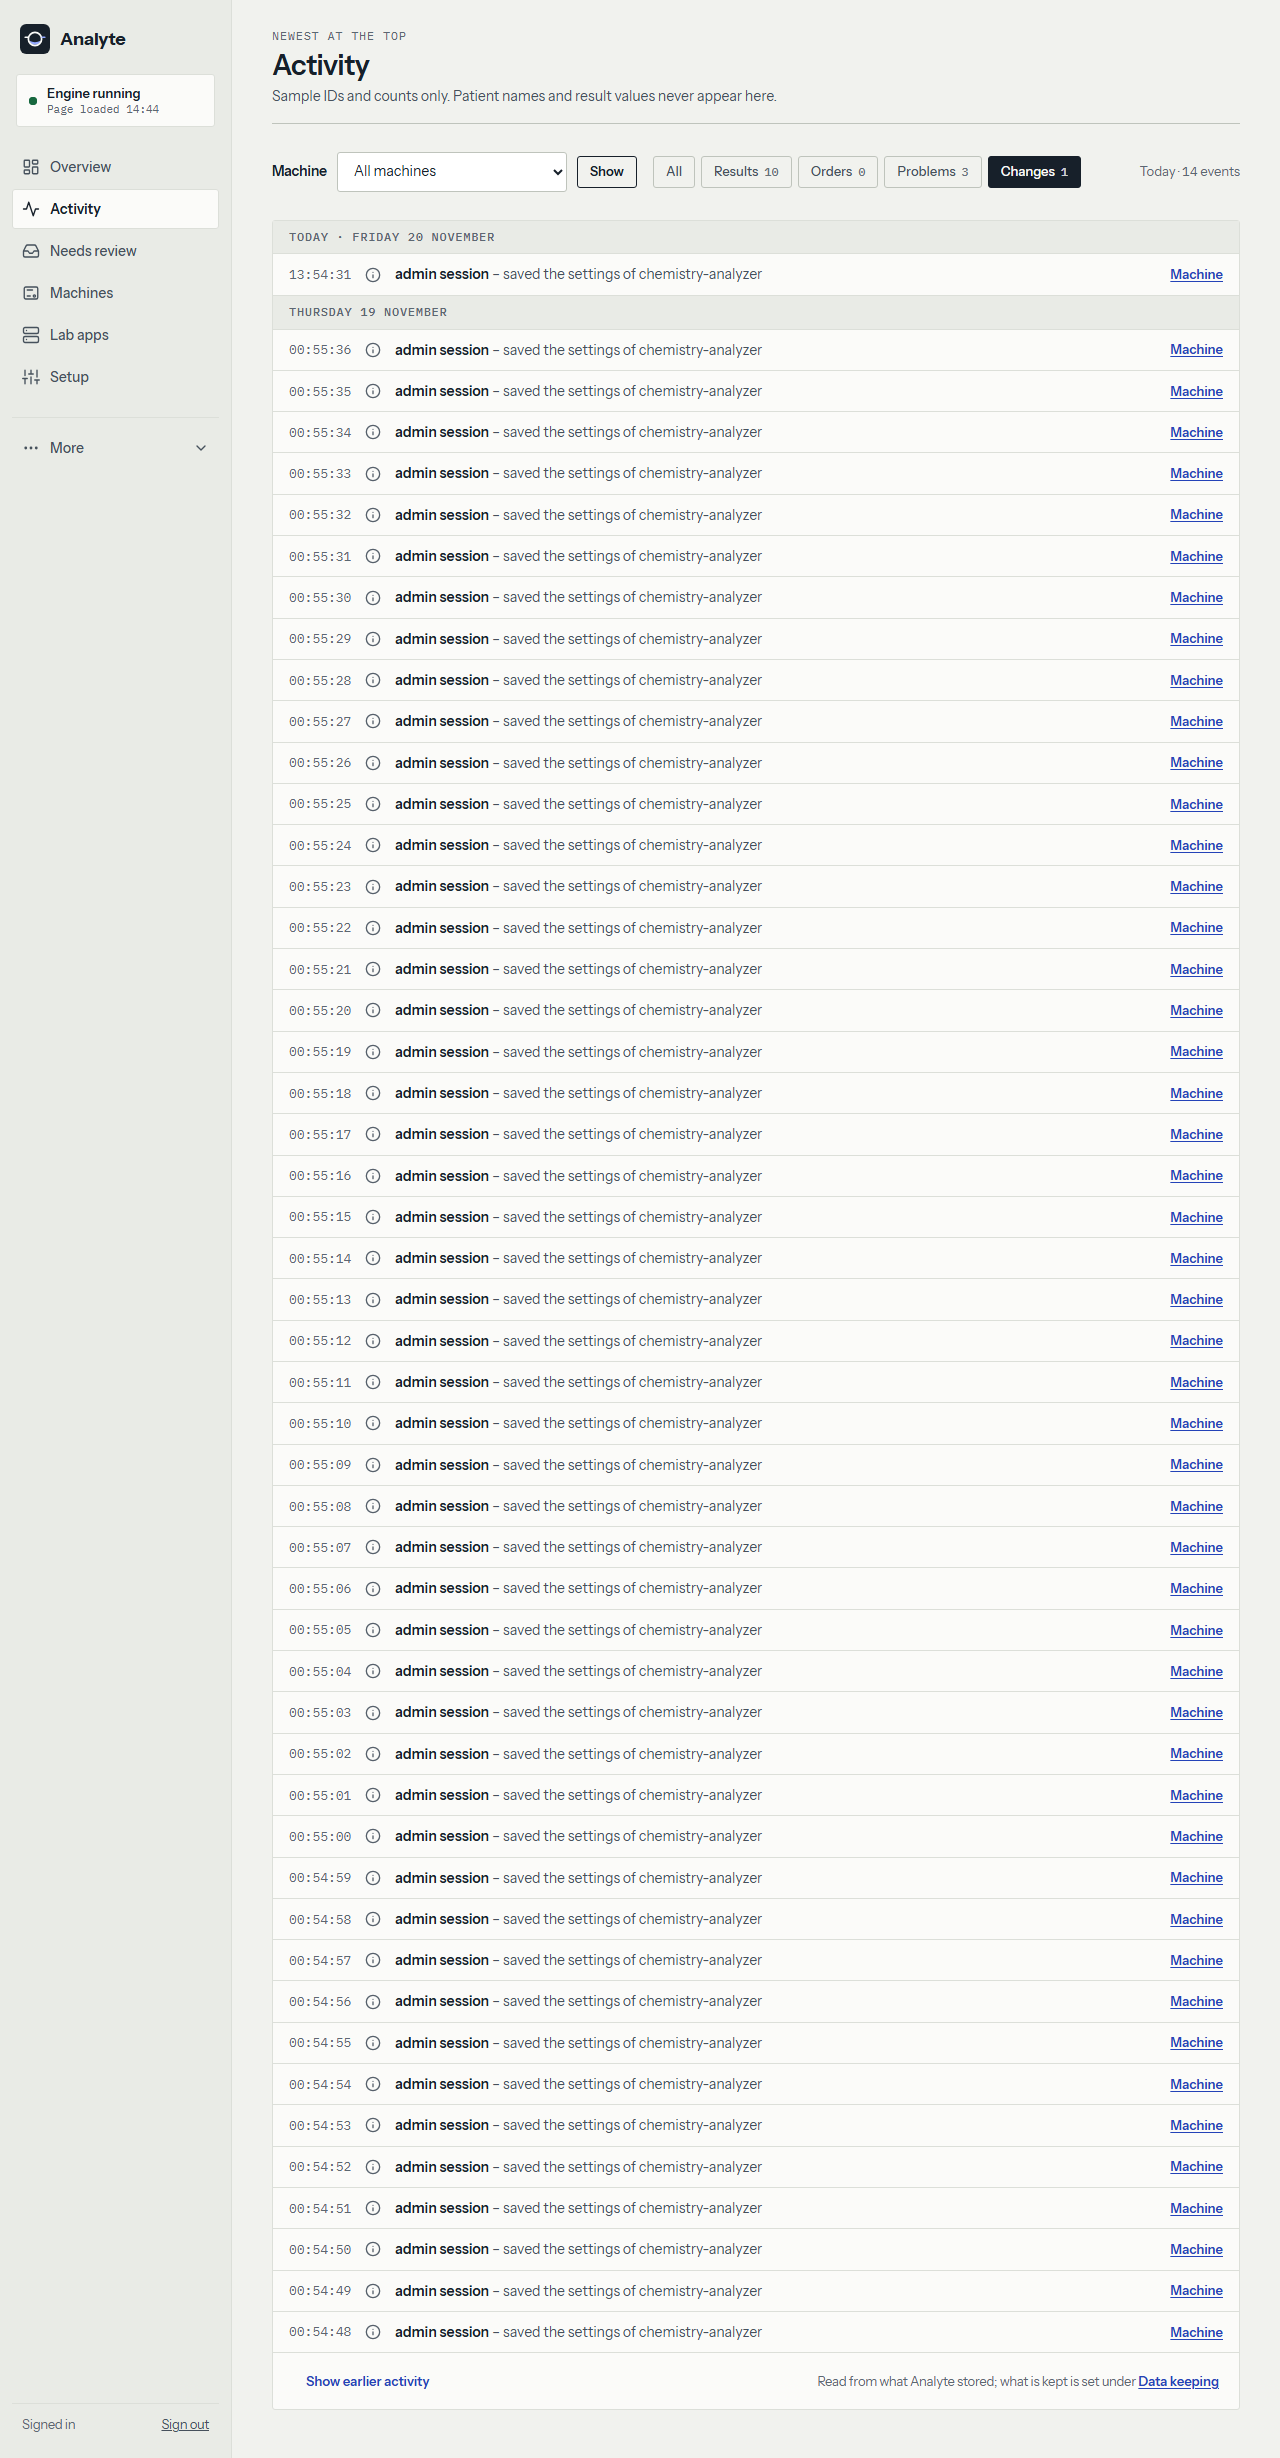 Analyte
Engine running
Page loaded 14:44
Overview
Activity
Needs review
Machines
Lab apps
Setup
More
Signed in
Sign out
NEWEST AT THE TOP
Activity
Sample IDs and counts only. Patient names and result values never appear here.
Machine All machines Show All Results 10 Orders 0 Problems 3 Changes 1 Today · 14 events
TODAY · FRIDAY 20 NOVEMBER
13:54:31 admin session – saved the settings of chemistry-analyzer Machine
THURSDAY 19 NOVEMBER
00:55:36 admin session – saved the settings of chemistry-analyzer Machine
00:55:35 admin session – saved the settings of chemistry-analyzer Machine
00:55:34 admin session – saved the settings of chemistry-analyzer Machine
00:55:33 admin session – saved the settings of chemistry-analyzer Machine
00:55:32 admin session – saved the settings of chemistry-analyzer Machine
00:55:31 admin session – saved the settings of chemistry-analyzer Machine
00:55:30 admin session – saved the settings of chemistry-analyzer Machine
00:55:29 admin session – saved the settings of chemistry-analyzer Machine
00:55:28 admin session – saved the settings of chemistry-analyzer Machine
00:55:27 admin session – saved the settings of chemistry-analyzer Machine
00:55:26 admin session – saved the settings of chemistry-analyzer Machine
00:55:25 admin session – saved the settings of chemistry-analyzer Machine
00:55:24 admin session – saved the settings of chemistry-analyzer Machine
00:55:23 admin session – saved the settings of chemistry-analyzer Machine
00:55:22 admin session – saved the settings of chemistry-analyzer Machine
00:55:21 admin session – saved the settings of chemistry-analyzer Machine
00:55:20 admin session – saved the settings of chemistry-analyzer Machine
00:55:19 admin session – saved the settings of chemistry-analyzer Machine
00:55:18 admin session – saved the settings of chemistry-analyzer Machine
00:55:17 admin session – saved the settings of chemistry-analyzer Machine
00:55:16 admin session – saved the settings of chemistry-analyzer Machine
00:55:15 admin session – saved the settings of chemistry-analyzer Machine
00:55:14 admin session – saved the settings of chemistry-analyzer Machine
00:55:13 admin session – saved the settings of chemistry-analyzer Machine
00:55:12 admin session – saved the settings of chemistry-analyzer Machine
00:55:11 admin session – saved the settings of chemistry-analyzer Machine
00:55:10 admin session – saved the settings of chemistry-analyzer Machine
00:55:09 admin session – saved the settings of chemistry-analyzer Machine
00:55:08 admin session – saved the settings of chemistry-analyzer Machine
00:55:07 admin session – saved the settings of chemistry-analyzer Machine
00:55:06 admin session – saved the settings of chemistry-analyzer Machine
00:55:05 admin session – saved the settings of chemistry-analyzer Machine
00:55:04 admin session – saved the settings of chemistry-analyzer Machine
00:55:03 admin session – saved the settings of chemistry-analyzer Machine
00:55:02 admin session – saved the settings of chemistry-analyzer Machine
00:55:01 admin session – saved the settings of chemistry-analyzer Machine
00:55:00 admin session – saved the settings of chemistry-analyzer Machine
00:54:59 admin session – saved the settings of chemistry-analyzer Machine
00:54:58 admin session – saved the settings of chemistry-analyzer Machine
00:54:57 admin session – saved the settings of chemistry-analyzer Machine
00:54:56 admin session – saved the settings of chemistry-analyzer Machine
00:54:55 admin session – saved the settings of chemistry-analyzer Machine
00:54:54 admin session – saved the settings of chemistry-analyzer Machine
00:54:53 admin session – saved the settings of chemistry-analyzer Machine
00:54:52 admin session – saved the settings of chemistry-analyzer Machine
00:54:51 admin session – saved the settings of chemistry-analyzer Machine
00:54:50 admin session – saved the settings of chemistry-analyzer Machine
00:54:49 admin session – saved the settings of chemistry-analyzer Machine
00:54:48 admin session – saved the settings of chemistry-analyzer Machine
Show earlier activity Read from what Analyte stored; what is kept is set under Data keeping